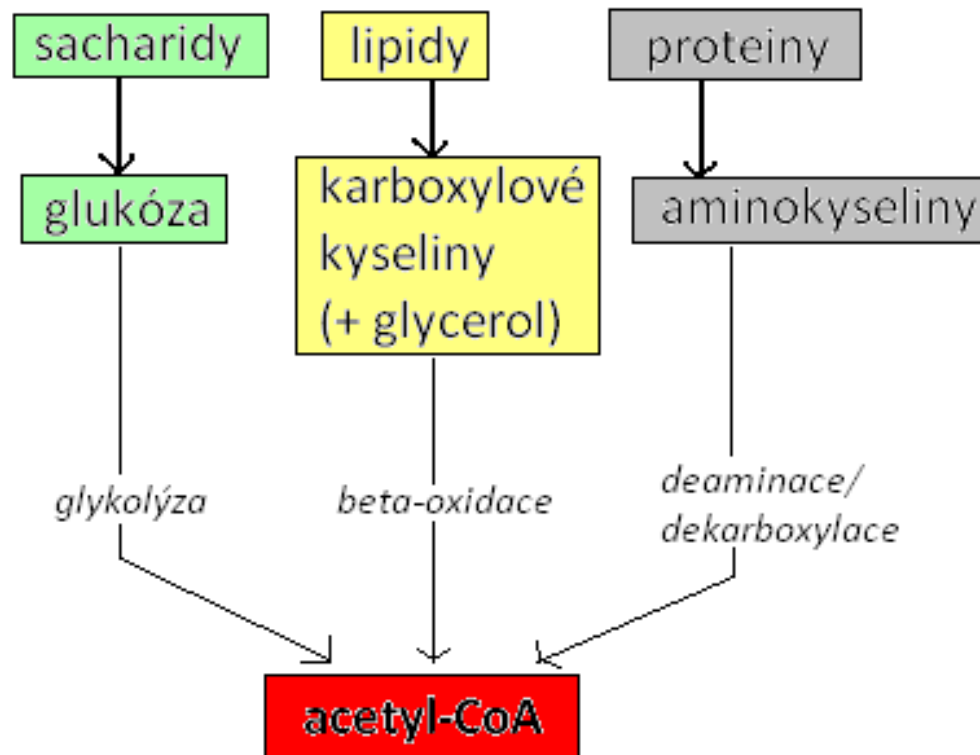 sacharidy
lipidy
proteiny
glukóza
karboxylové
kyseliny
(+ glycerol)
aminokyseliny
glykolýza
beta-oxidace
deaminace/
dekarboxylace
acetyl-CoA